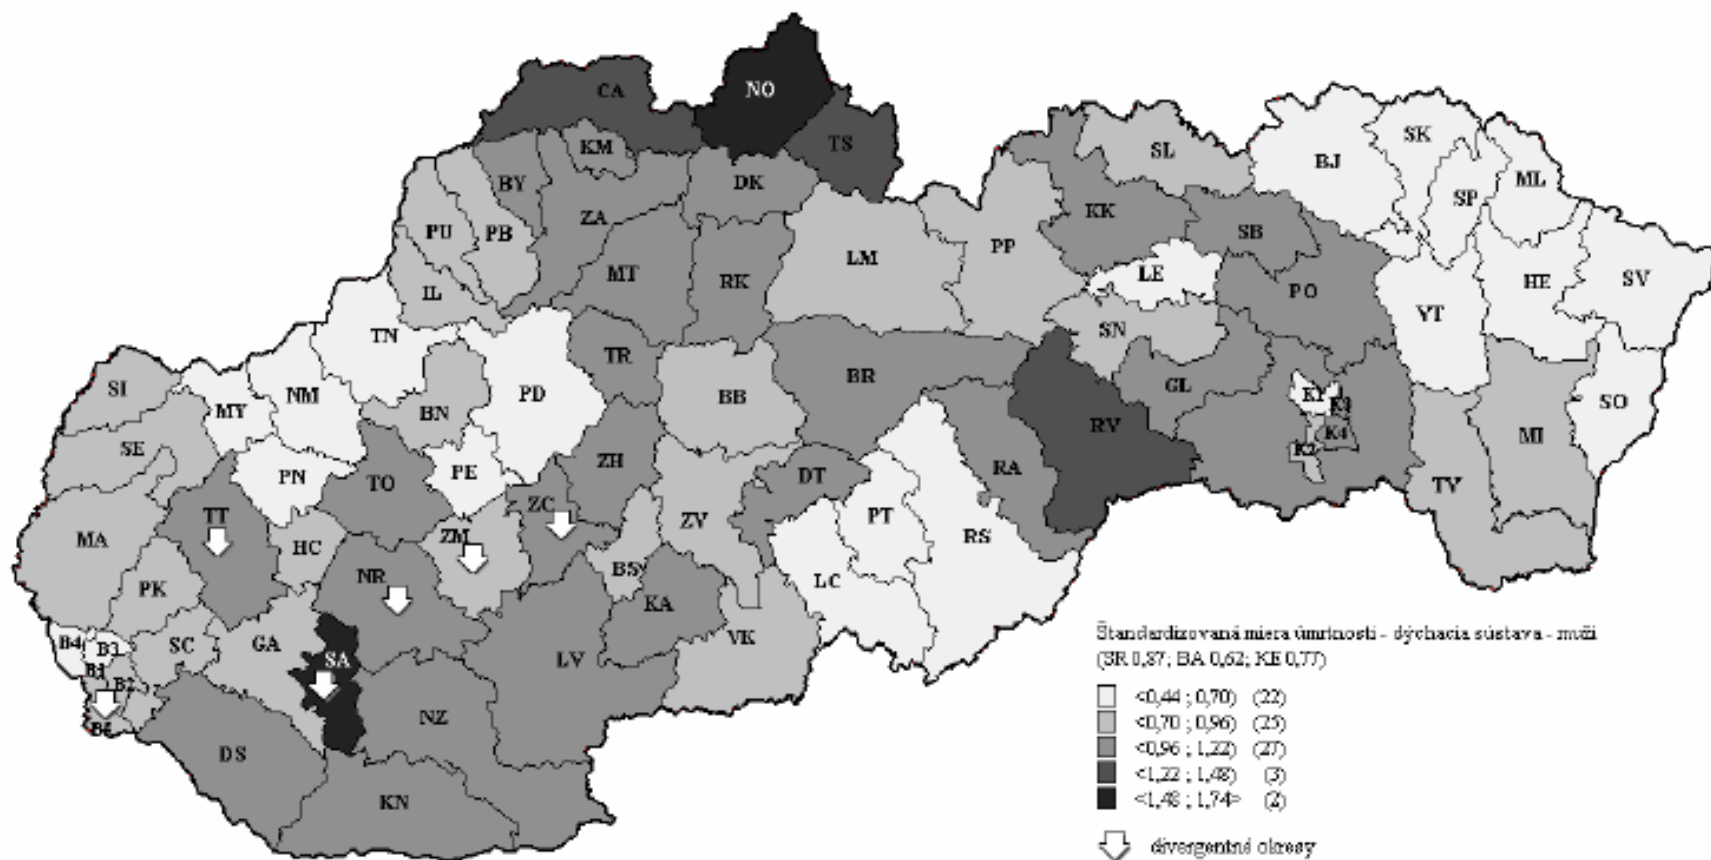 NO
CA
TS
KM
SL
SK
BJ
ML
BY
DK
SP
KK
ZA
PU
PB
SB
PP
LM
LE
MT
RK
HE
SV
IL
PO
VT
TN
SN
TR
BR
SI
GL
BB
PD
NM
MY
BN
KY
SO
K3
RV
K4
MI
SE
K2
ZH
PE
RA
PN
TO
DT
TV
ZC
TT
PT
ZV
MA
HC
ZM
RS
BS
NR
LC
PK
KA
B4
B3
SC
GA
VK
SA
LV
B1
B2
NZ
B5
DS
KN
Štandardizovaná miera úmrtnosti - dýchacia sústava - muži
(SR 0,87; BA 0,62; KE 0,77)
<0,44 ; 0,70) (22)
<0,70 ; 0,96) (25)
<0,96 ; 1,22) (27)
<1,22 ; 1,48) (3)
<1,48 ; 1,74> (2)
divergentné okresy